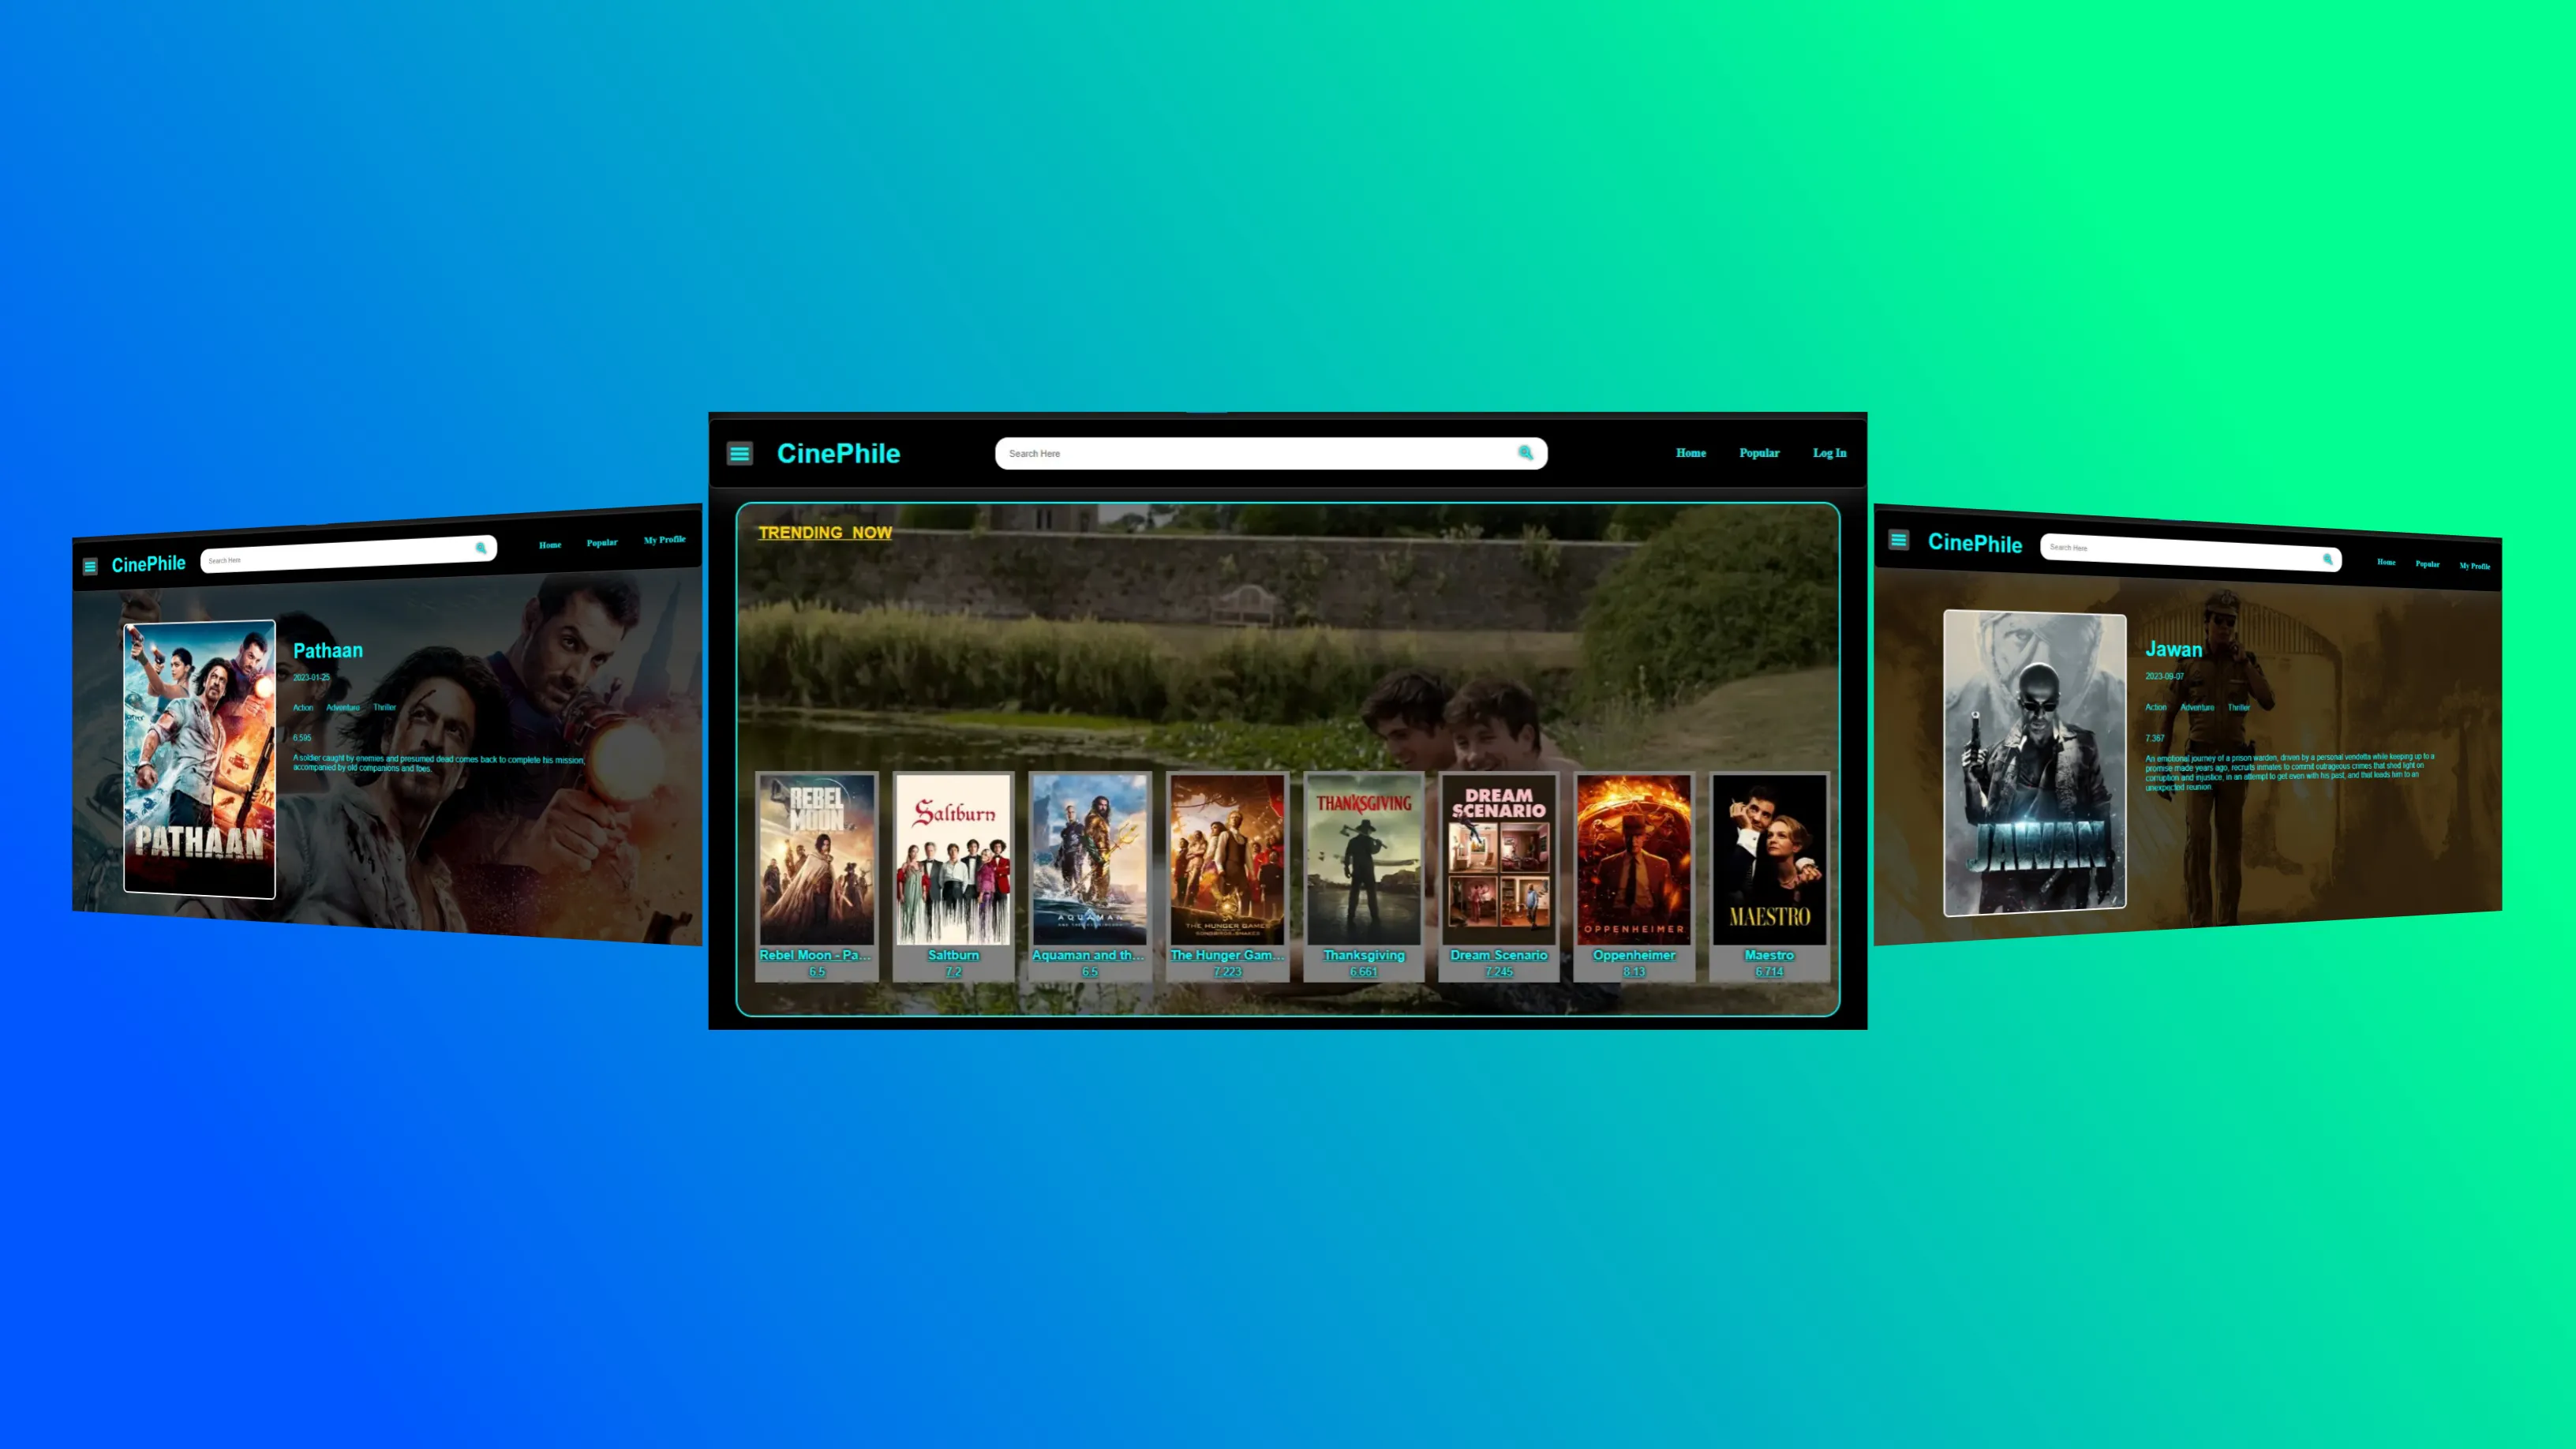 CinePhile
Search Here
Home Popular My Profile
Pathaan
2023-01-25
Action Adventure Thriller
6.595
A soldier caught by enemies and presumed dead comes back to complete his mission,
accompanied by old companions and foes.
PATHAAN
CinePhile
Search Here
Home Popular Log In
TRENDING NOW
REBEL
MOON
Saltburn
AQUAMAN
THE HUNGER GAMES
THANKSGIVING
DREAM
SCENARIO
OPPENHEIMER
MAESTRO
Rebel Moon - Pa...
6.5
Saltburn
7.2
Aquaman and th...
6.5
The Hunger Gam...
7.223
Thanksgiving
6.661
Dream Scenario
7.245
Oppenheimer
8.13
Maestro
6.714
CinePhile
Search Here
Home Popular My Profile
Jawan
2023-09-07
Action Adventure Thriller
7.367
An emotional journey of a prison warden, driven by a personal vendetta while keeping up to a
promise made years ago, recruits inmates to commit outrageous crimes that shed light on
corruption and injustice, in an attempt to get even with his past, and that leads him to an
unexpected reunion.
JAWAN